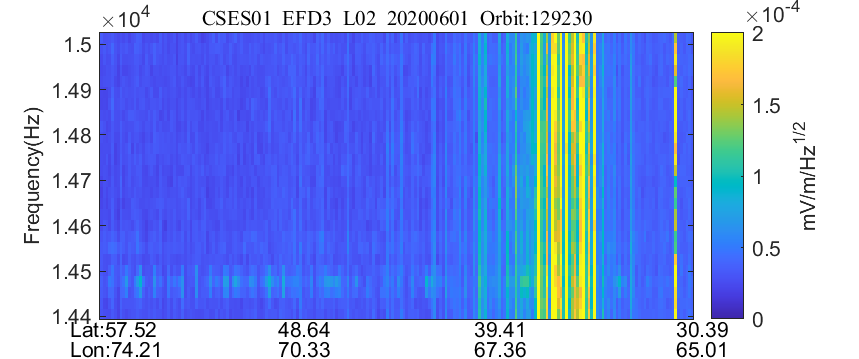 CSES01 EFD3 L02 20200601 Orbit:129230
×10⁴
×10⁻⁴
1.5
1.49
1.48
1.47
1.46
1.45
1.44
Frequency(Hz)
2
1.5
1
0.5
0
mV/m/Hz^1/2
Lat:57.52 48.64 39.41 30.39
Lon:74.21 70.33 67.36 65.01